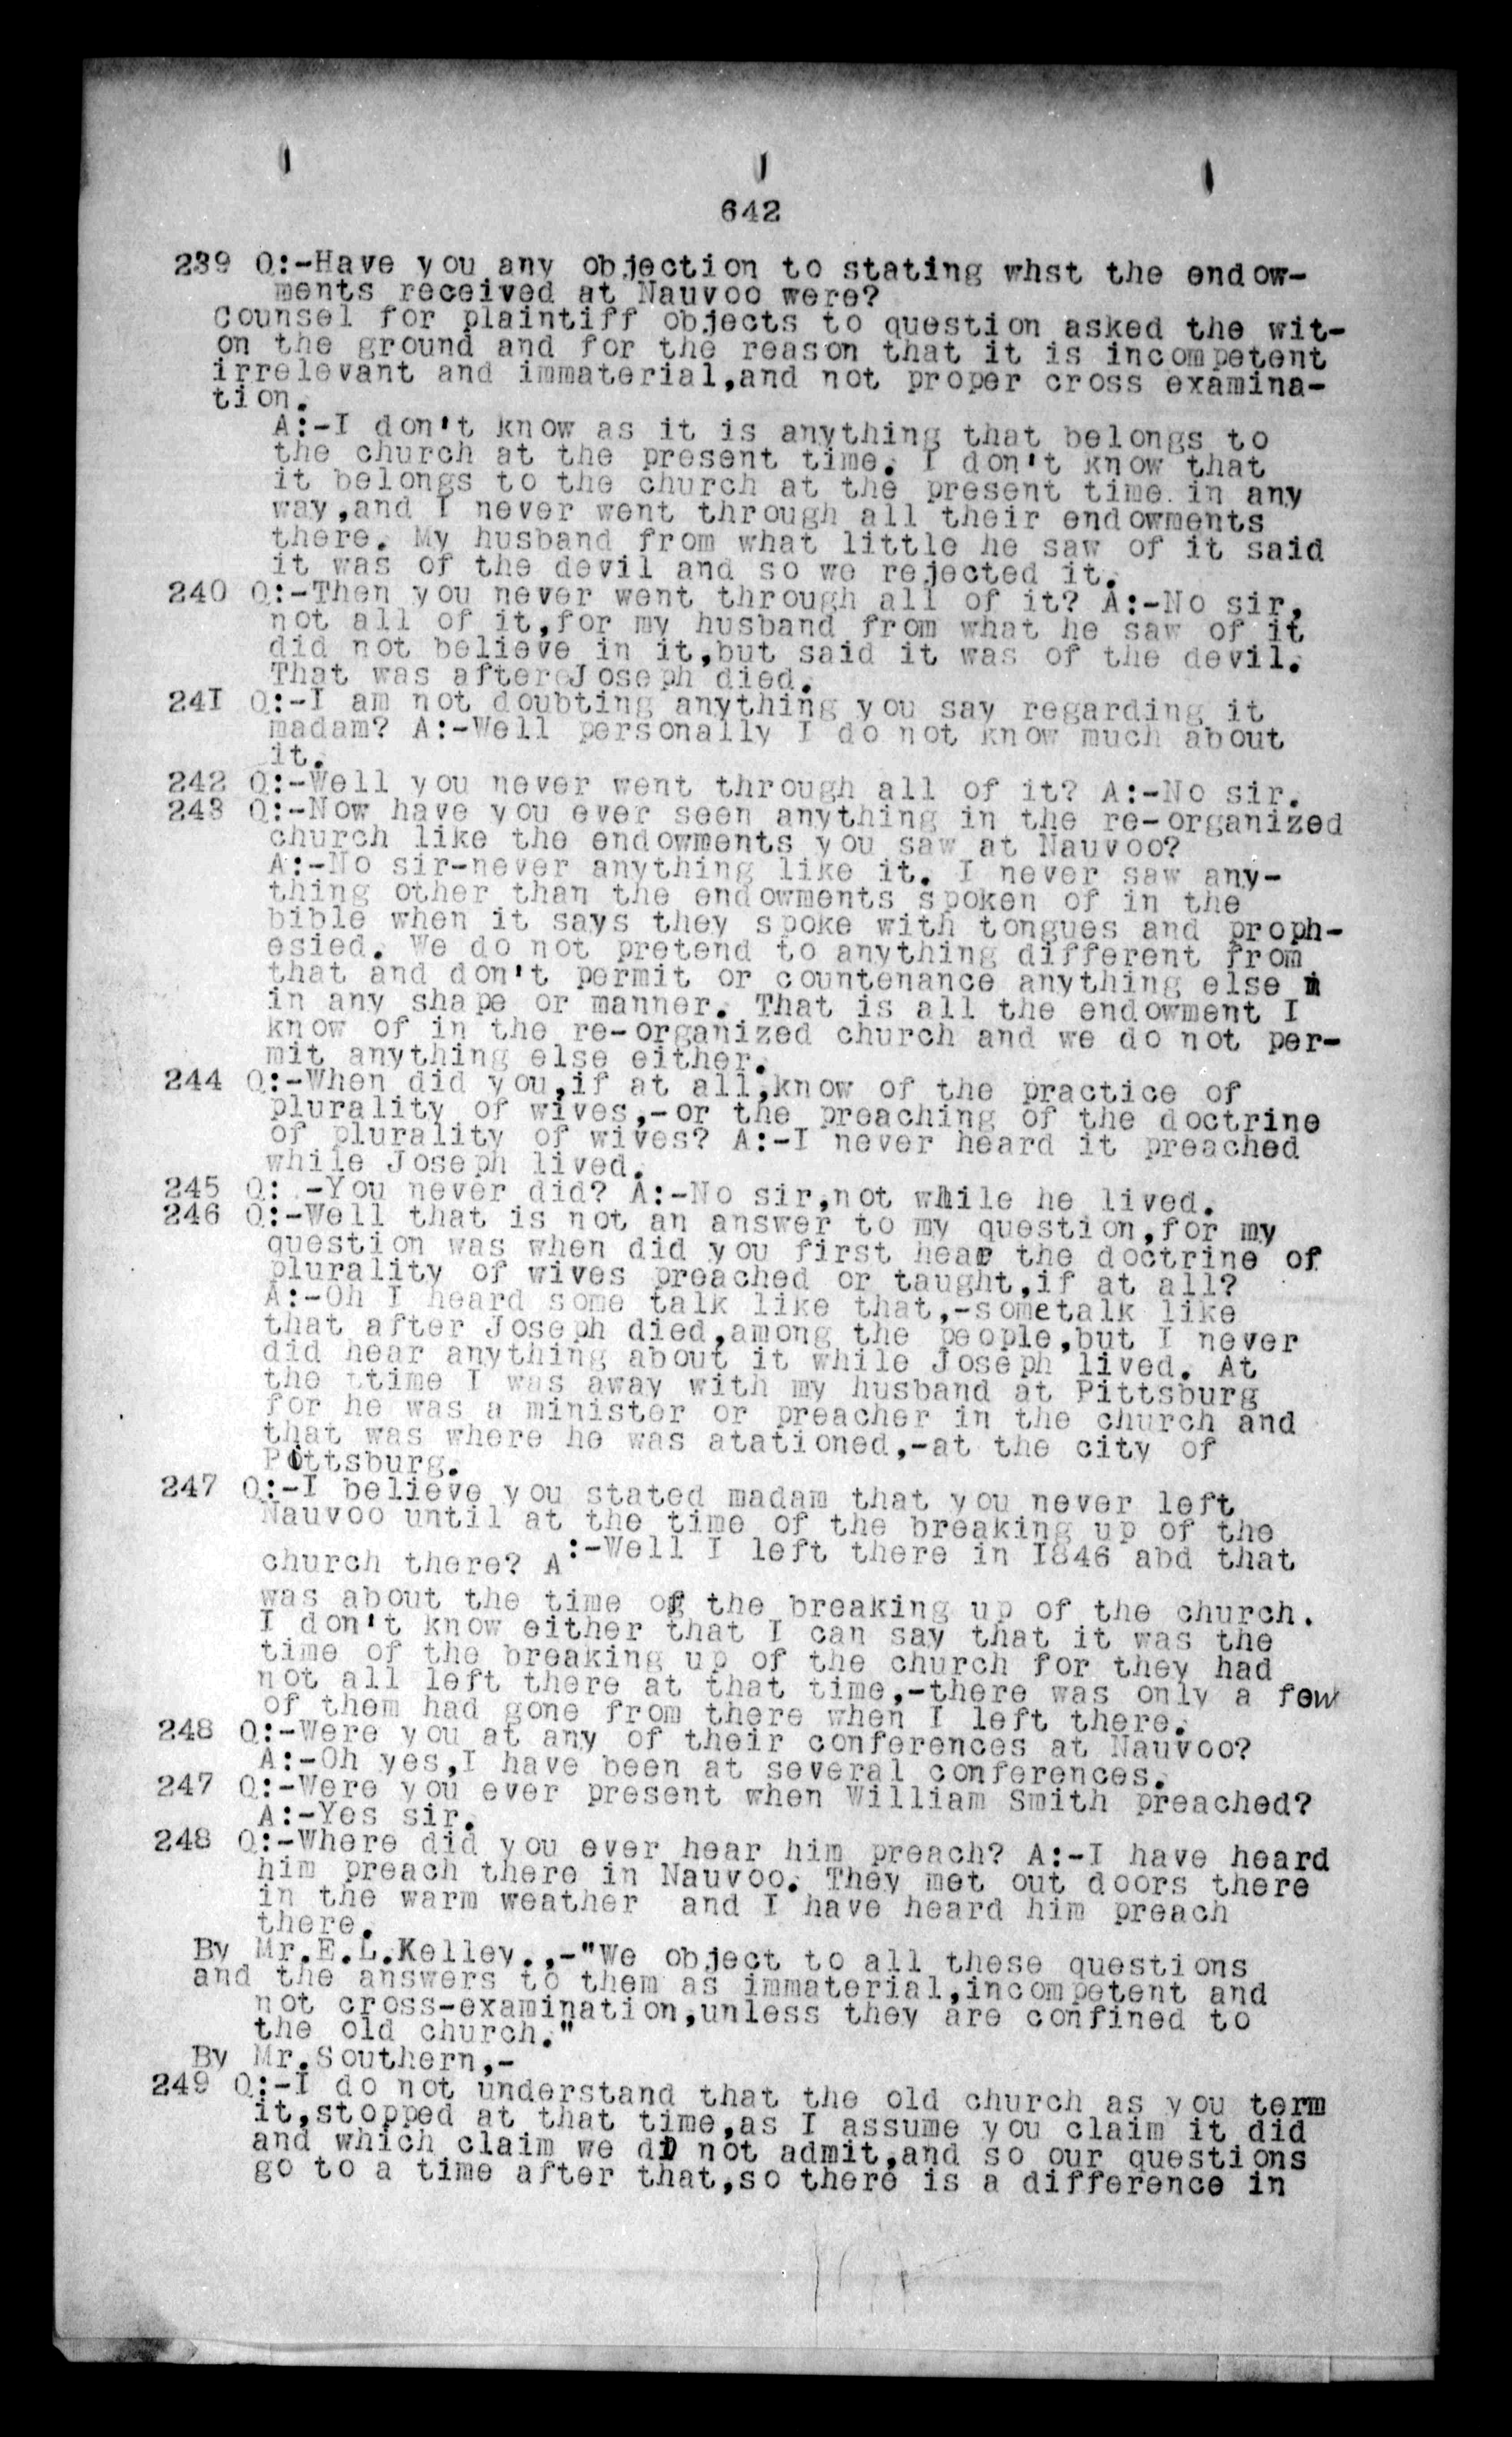 642
239 Q:-Have you any objection to stating whst the endow-
ments received at Nauvoo were?
Counsel for plaintiff objects to question asked the wit-
on the ground and for the reason that it is incompetent
irrelevant and immaterial,and not proper cross examina-
tion.
A:-I don't know as it is anything that belongs to
the church at the present time. I don't know that
it belongs to the church at the present time in any
way,and I never went through all their endowments
there. My husband from what little he saw of it said
it was of the devil and so we rejected it.
240 Q:-Then you never went through all of it? A:-No sir,
not all of it,for my husband from what he saw of it
did not believe in it,but said it was of the devil.
That was after Joseph died.
241 Q:-I am not doubting anything you say regarding it
madam? A:-Well personally I do not know much about
it.
242 Q:-Well you never went through all of it? A:-No sir.
243 Q:-Now have you ever seen anything in the re-organized
church like the endowments you saw at Nauvoo?
A:-No sir-never anything like it. I never saw any-
thing other than the endowments spoken of in the
bible when it says they spoke with tongues and proph-
esied. We do not pretend to anything different from
that and don't permit or countenance anything else
in any shape or manner. That is all the endowment I
know of in the re-organized church and we do not per-
mit anything else either.
244 Q:-When did you,if at all,know of the practice of
plurality of wives,-or the preaching of the doctrine
of plurality of wives? A:-I never heard it preached
while Joseph lived.
245 Q: -You never did? A:-No sir,not while he lived.
246 Q:-Well that is not an answer to my question,for my
question was when did you first hear the doctrine of
plurality of wives preached or taught,if at all?
A:-Oh I heard some talk like that,-sometalk like
that after Joseph died,among the people,but I never
did hear anything about it while Joseph lived. At
the ttime I was away with my husband at Pittsburg
for he was a minister or preacher in the church and
that was where he was atationed,-at the city of
Pittsburg.
247 Q:-I believe you stated madam that you never left
Nauvoo until at the time of the breaking up of the
church there? A:-Well I left there in 1846 abd that
was about the time of the breaking up of the church.
I don't know either that I can say that it was the
time of the breaking up of the church for they had
not all left there at that time,-there was only a few
of them had gone from there when I left there.
248 Q:-Were you at any of their conferences at Nauvoo?
A:-Oh yes,I have been at several conferences.
247 Q:-Were you ever present when William Smith preached?
A:-Yes sir.
248 Q:-Where did you ever hear him preach? A:-I have heard
him preach there in Nauvoo. They met out doors there
in the warm weather and I have heard him preach
there.
By Mr.E.L.Kelley.,-"We object to all these questions
and the answers to them as immaterial,incompetent and
not cross-examination,unless they are confined to
the old church."
By Mr.Southern,-
249 Q:-I do not understand that the old church as you term
it,stopped at that time,as I assume you claim it did
and which claim we do not admit,and so our questions
go to a time after that,so there is a difference in